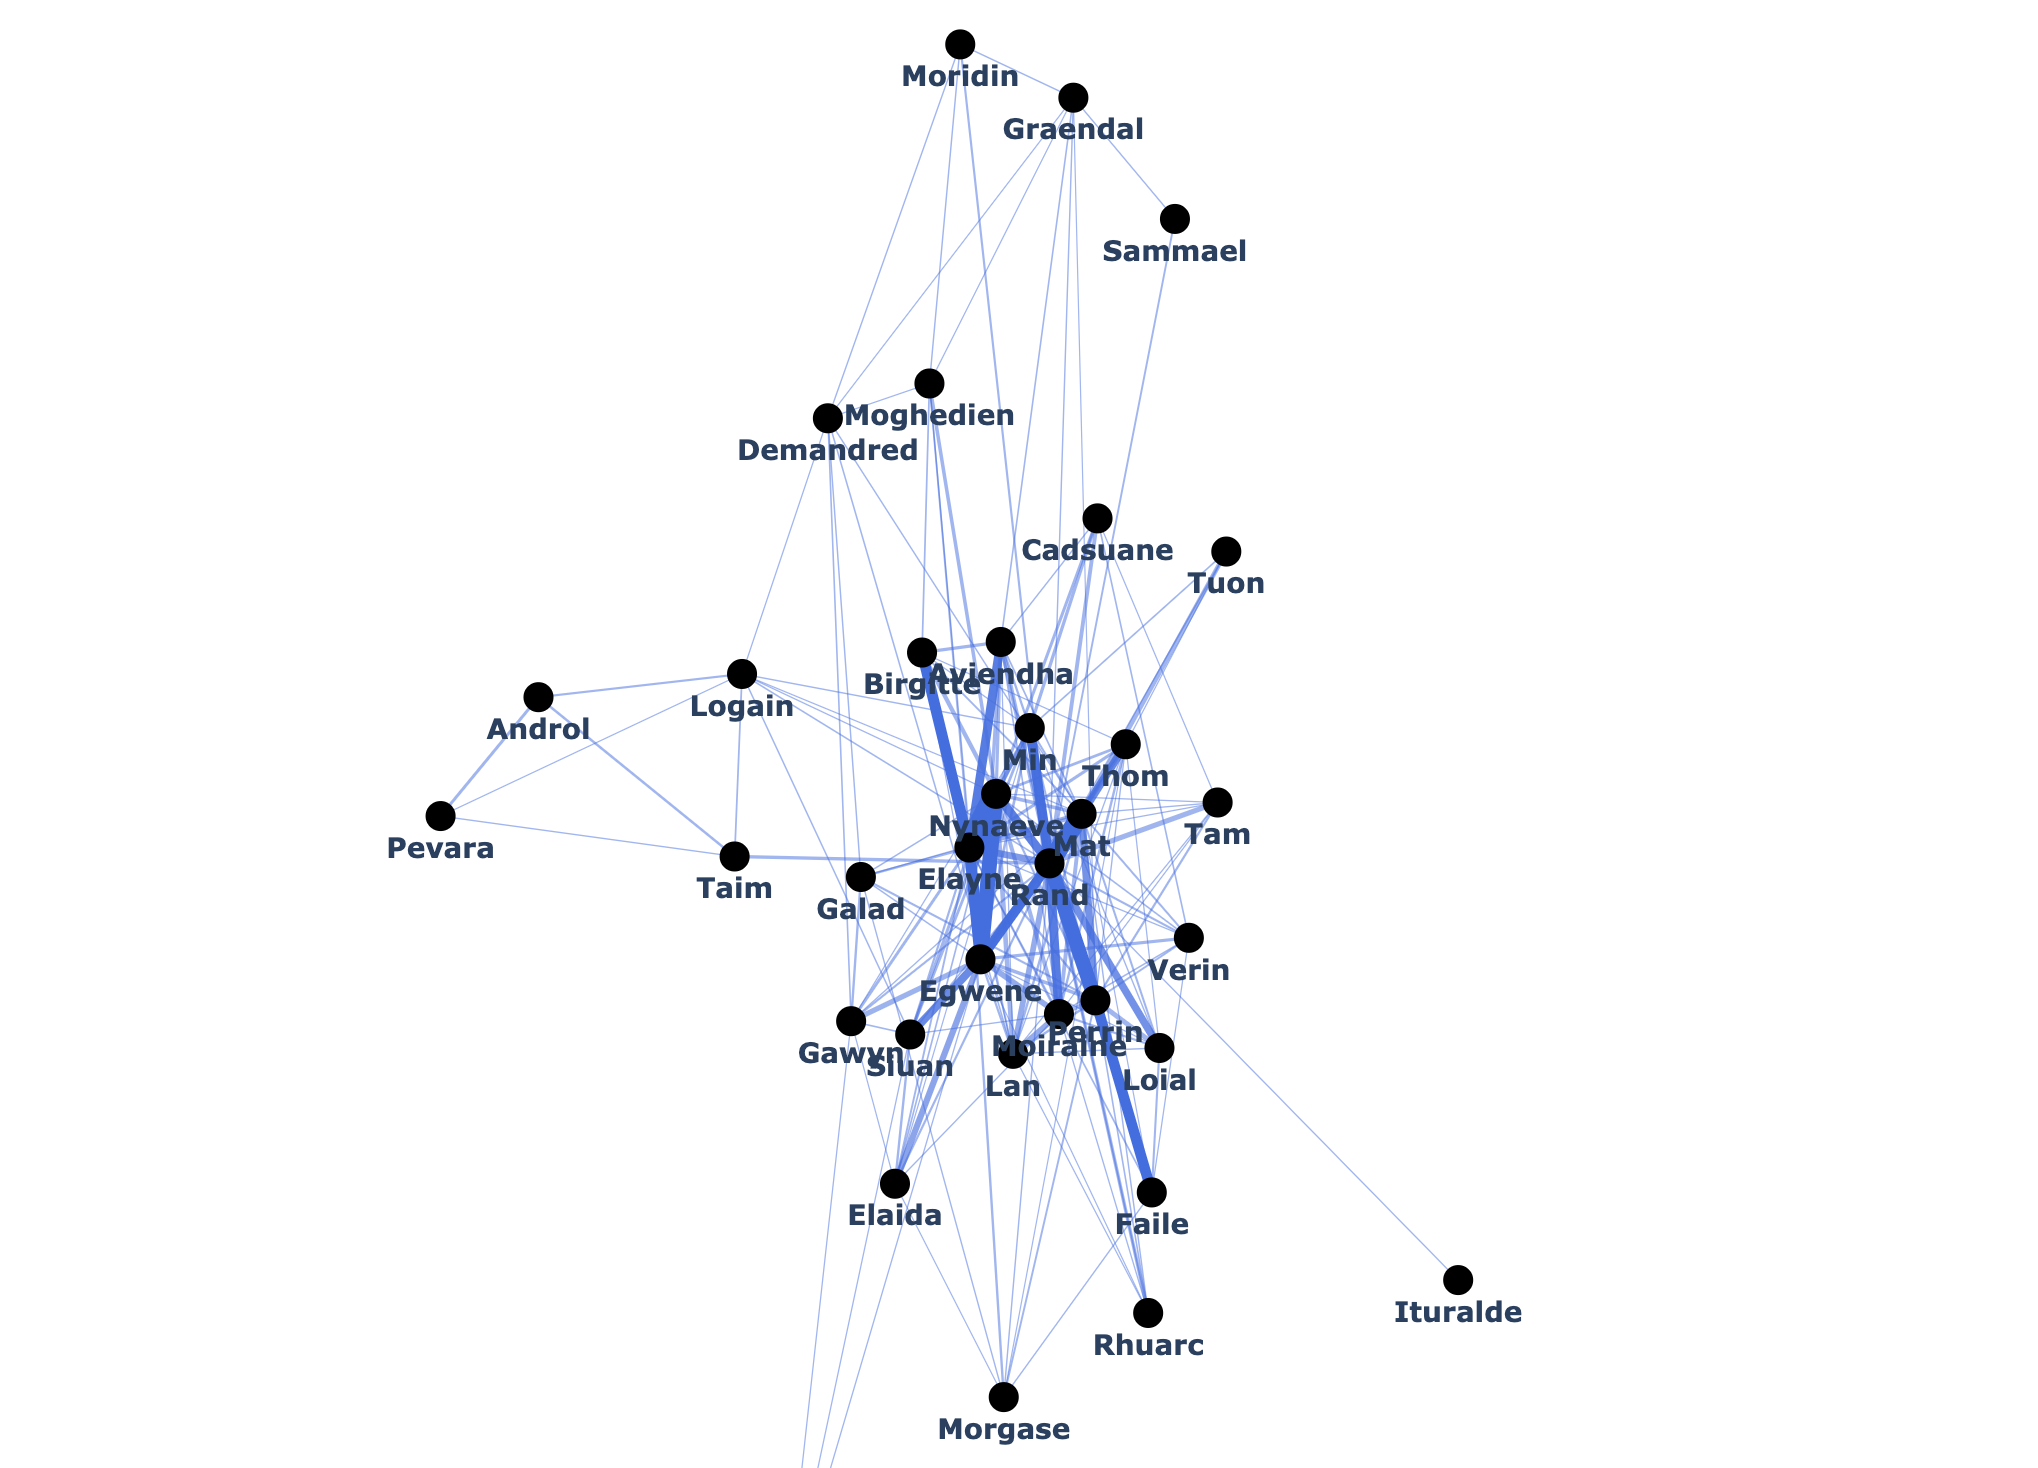 Moridin
Graendal
Sammael
Moghedien
Demandred
Cadsuane
Tuon
Aviendha
Birgitte
Logain
Androl
Min
Thom
Nynaeve
Tam
Mat
Pevara
Elayne
Taim
Rand
Galad
Verin
Egwene
Perrin
Moiraine
Gawyn
Siuan
Loial
Lan
Elaida
Faile
Ituralde
Rhuarc
Morgase